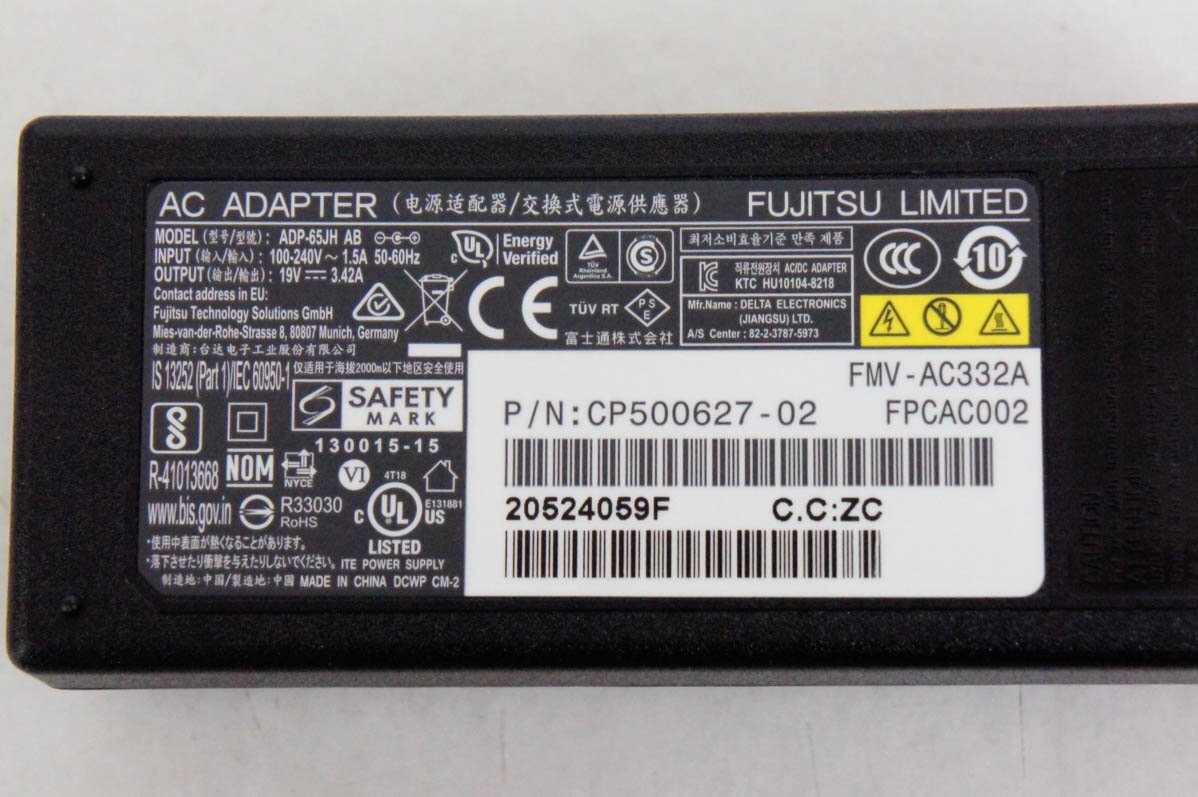 AC ADAPTER (电源适配器/交換式電源供應器) FUJITSU LIMITED
MODEL (型号/型號): ADP-65JH AB
INPUT (输入/輸入): 100-240V～1.5A 50-60Hz
OUTPUT (输出/輸出): 19V 3.42A
Contact address in EU:
Fujitsu Technology Solutions GmbH
Mies-van-der-Rohe-Strasse 8, 80807 Munich, Germany
制造商:台达电子工业股份有限公司
IS 13252 (Part 1)/IEC 60950-1
仅适用于海拔2000m以下地区安全使用
c UL Energy Verified
TÜV Rheinland Argentina S.A.
S
TÜV RT
PSE
富士通株式会社
CE
최저소비효율기준 만족 제품
직류전원장치 AC/DC ADAPTER
KTC HU10104-8218
Mfr.Name : DELTA ELECTRONICS
(JIANGSU) LTD.
A/S Center : 82-2-3787-5973
CCC
10
SAFETY
MARK
130015-15
R-41013668
NOM
NYCE
VI
4T18
www.bis.gov.in
R33030
RoHS
c UL US
E131881
LISTED
･使用中表面が熱くなることがあります。
･落下させたり衝撃を与えたりしないでください。
ITE POWER SUPPLY
制造地:中国/製造地:中國 MADE IN CHINA DCWP CM-2
FMV-AC332A
P/N:CP500627-02 FPCAC002
20524059F C.C:ZC